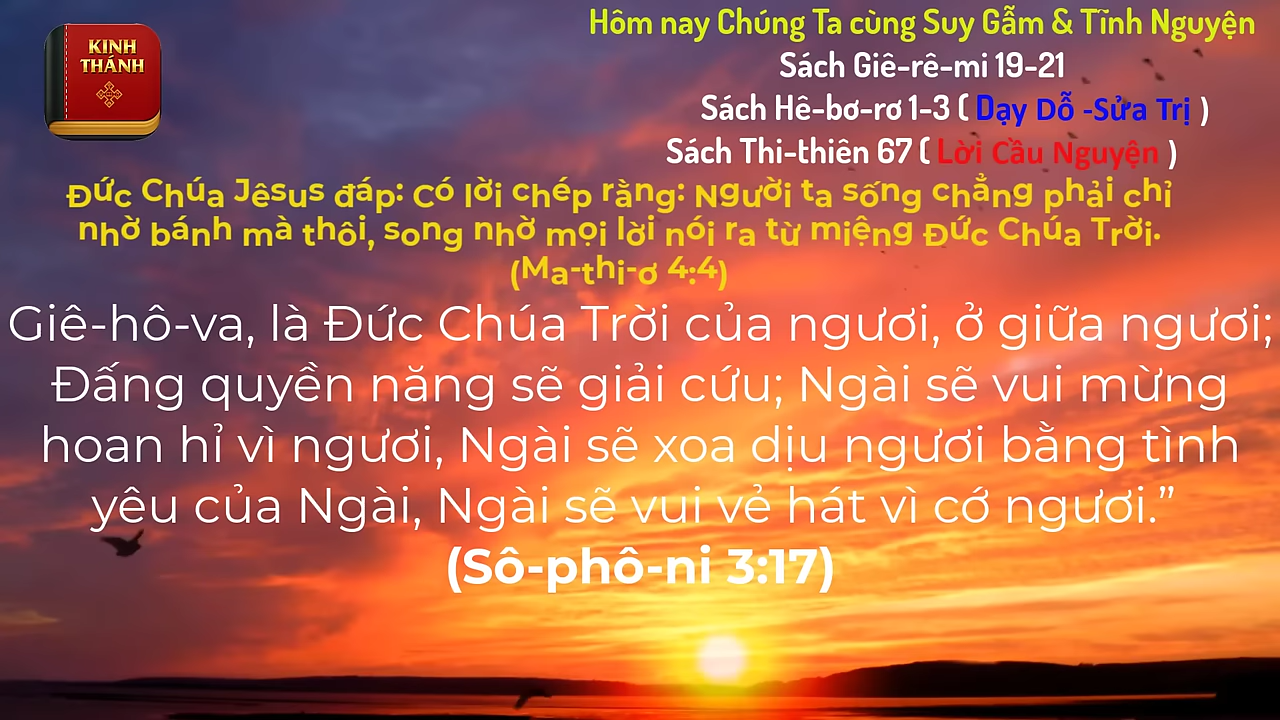 KINH
THÁNH
Hôm nay Chúng Ta cùng Suy Gẫm & Tĩnh Nguyện
Sách Giê-rê-mi 19-21
Sách Hê-bơ-rơ 1-3 ( Dạy Dỗ -Sửa Trị )
Sách Thi-thiên 67 ( Lời Cầu Nguyện )
Đức Chúa Jêsus đáp: Có lời chép rằng: Người ta sống chẳng phải chỉ
nhờ bánh mà thôi, song nhờ mọi lời nói ra từ miệng Đức Chúa Trời.
(Ma-thi-ơ 4:4)
Giê-hô-va, là Đức Chúa Trời của ngươi, ở giữa ngươi;
Đấng quyền năng sẽ giải cứu; Ngài sẽ vui mừng
hoan hỉ vì ngươi, Ngài sẽ xoa dịu ngươi bằng tình
yêu của Ngài, Ngài sẽ vui vẻ hát vì cớ ngươi.”
(Sô-phô-ni 3:17)